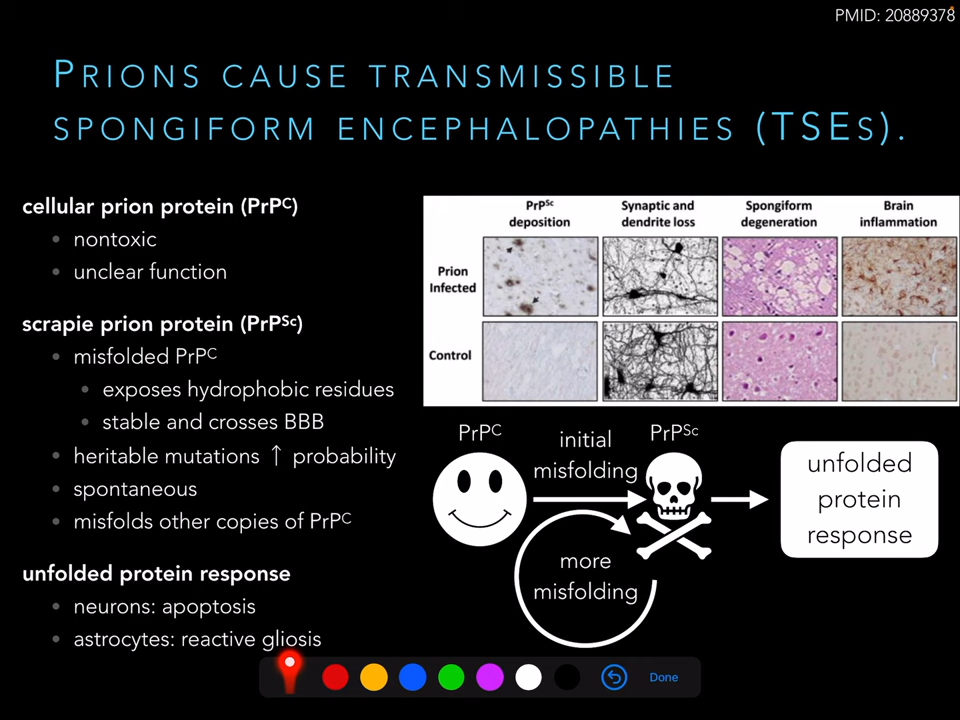 PMID: 20889378
PRIONS CAUSE TRANSMISSIBLE
SPONGIFORM ENCEPHALOPATHIES (TSES).
cellular prion protein (PrPC)
• nontoxic
• unclear function
scrapie prion protein (PrPSc)
• misfolded PrPC
• exposes hydrophobic residues
• stable and crosses BBB
• heritable mutations ↑ probability
• spontaneous
• misfolds other copies of PrPC
unfolded protein response
• neurons: apoptosis
• astrocytes: reactive gliosis
PrPSc
deposition
Synaptic and
dendrite loss
Spongiform
degeneration
Brain
inflammation
Prion
Infected
Control
PrPC
initial
misfolding
PrPSc
more
misfolding
unfolded
protein
response
Done